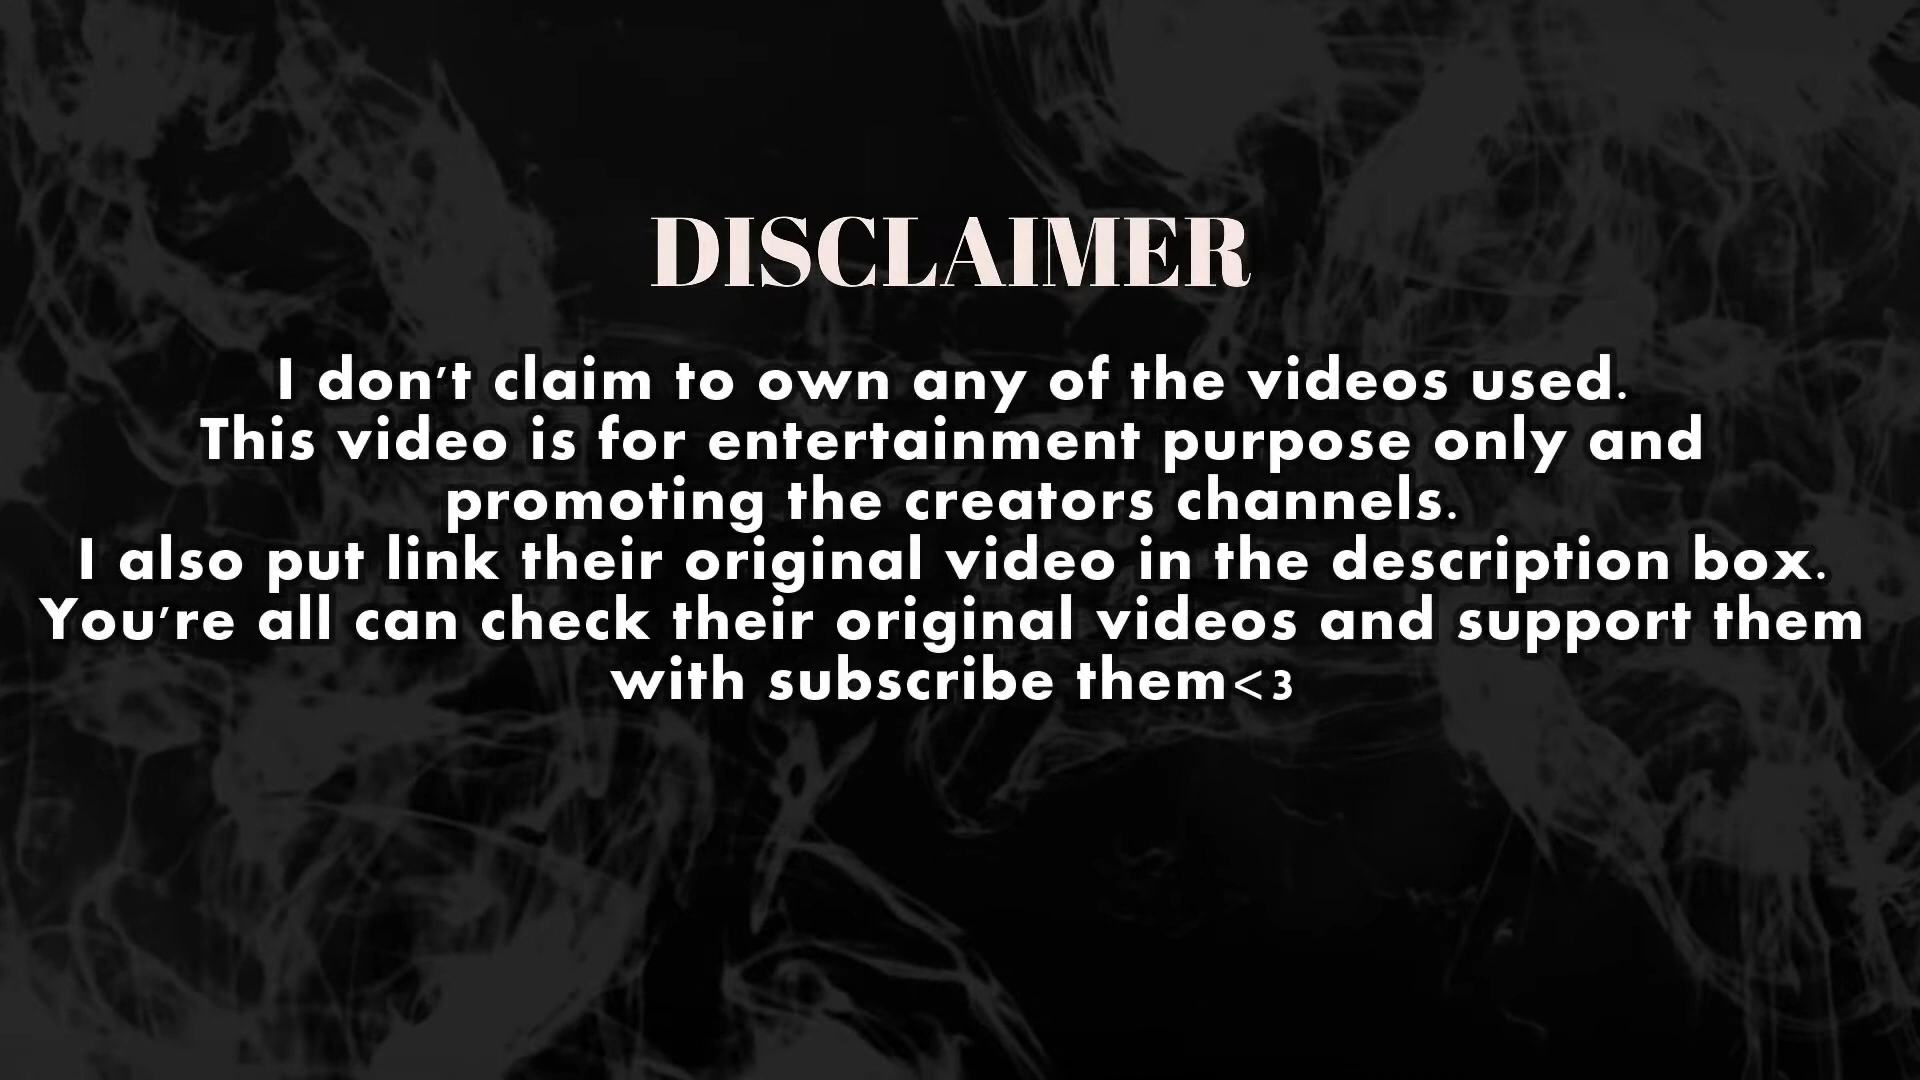 DISCLAIMER
I don't claim to own any of the videos used.
This video is for entertainment purpose only and
promoting the creators channels.
I also put link their original video in the description box.
You're all can check their original videos and support them
with subscribe them<3